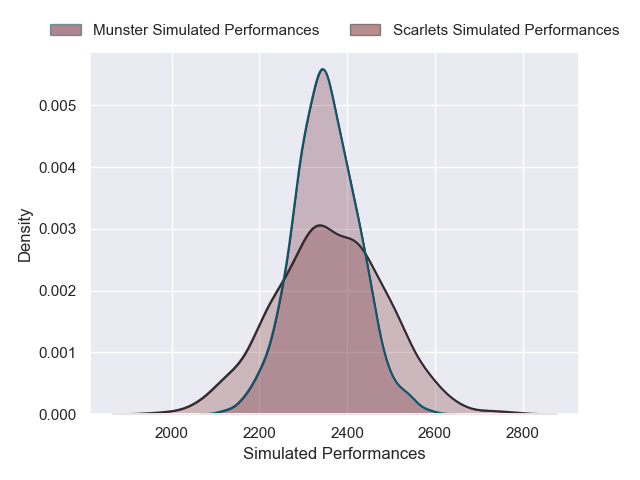 Munster Simulated Performances Scarlets Simulated Performances
0.005
0.004
0.003
0.002
0.001
0.000
Density
2000 2200 2400 2600 2800
Simulated Performances